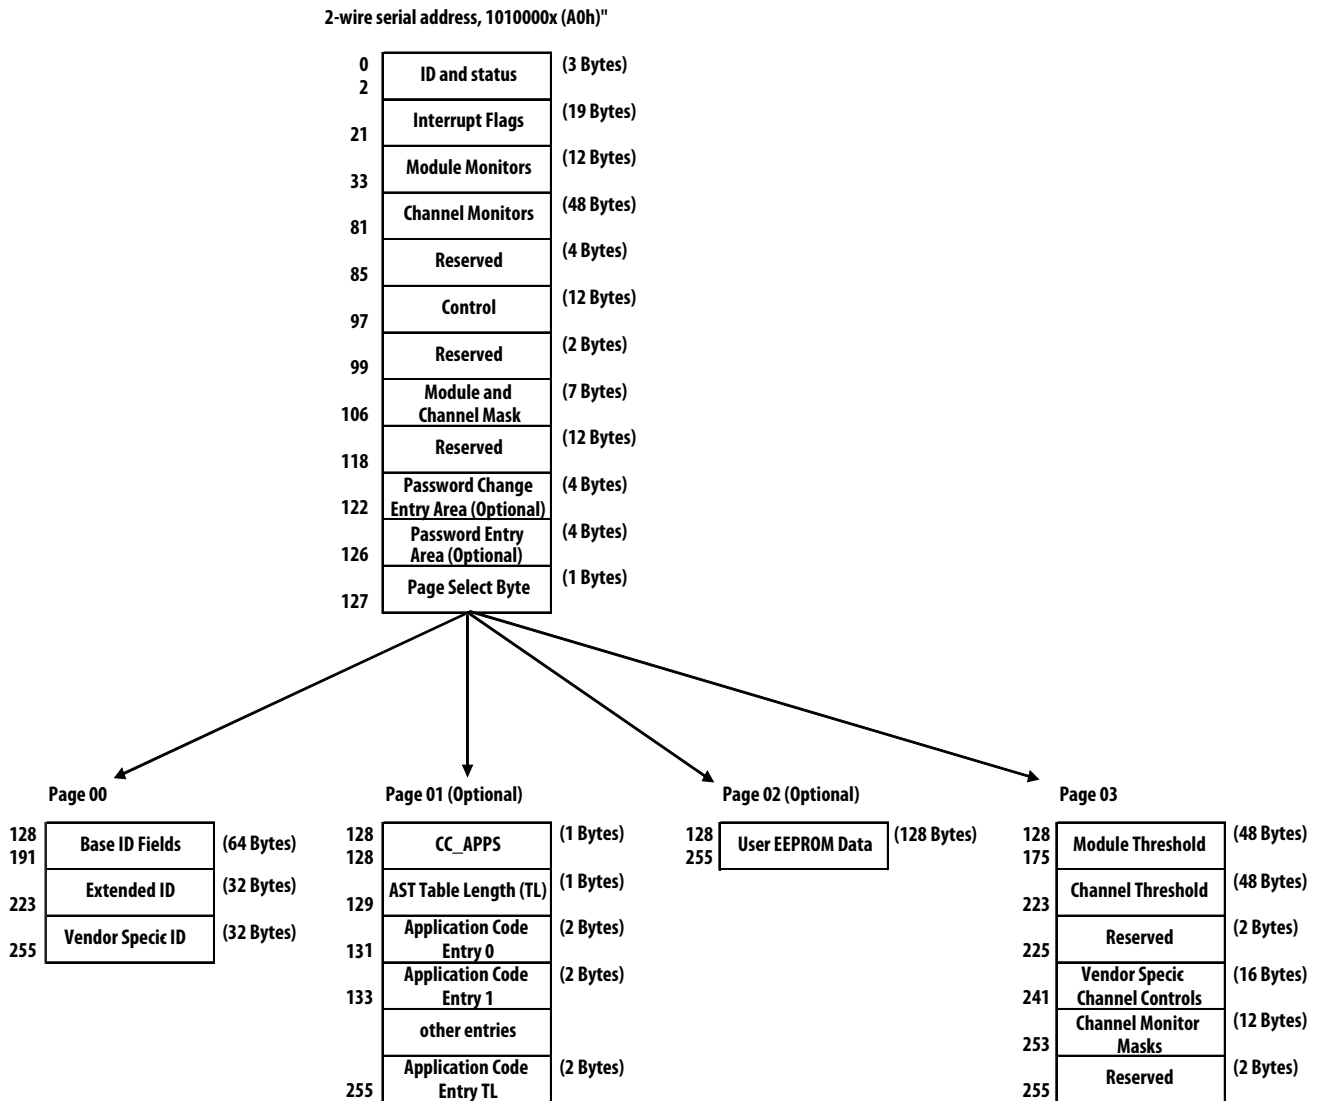 2-wire serial address, 1010000x (A0h)"
0
2
ID and status
(3 Bytes)
21
Interrupt Flags
(19 Bytes)
33
Module Monitors
(12 Bytes)
81
Channel Monitors
(48 Bytes)
85
Reserved
(4 Bytes)
97
Control
(12 Bytes)
99
Reserved
(2 Bytes)
106
Module and
Channel Mask
(7 Bytes)
118
Reserved
(12 Bytes)
122
Password Change
Entry Area (Optional)
(4 Bytes)
126
Password Entry
Area (Optional)
(4 Bytes)
127
Page Select Byte
(1 Bytes)
Page 00
128
191
Base ID Fields
(64 Bytes)
223
Extended ID
(32 Bytes)
255
Vendor Specic ID
(32 Bytes)
Page 01 (Optional)
128
128
CC_APPS
(1 Bytes)
129
AST Table Length (TL)
(1 Bytes)
131
Application Code
Entry 0
(2 Bytes)
133
Application Code
Entry 1
(2 Bytes)
other entries
255
Application Code
Entry TL
(2 Bytes)
Page 02 (Optional)
128
255
User EEPROM Data
(128 Bytes)
Page 03
128
175
Module Threshold
(48 Bytes)
223
Channel Threshold
(48 Bytes)
225
Reserved
(2 Bytes)
241
Vendor Specic
Channel Controls
(16 Bytes)
253
Channel Monitor
Masks
(12 Bytes)
255
Reserved
(2 Bytes)